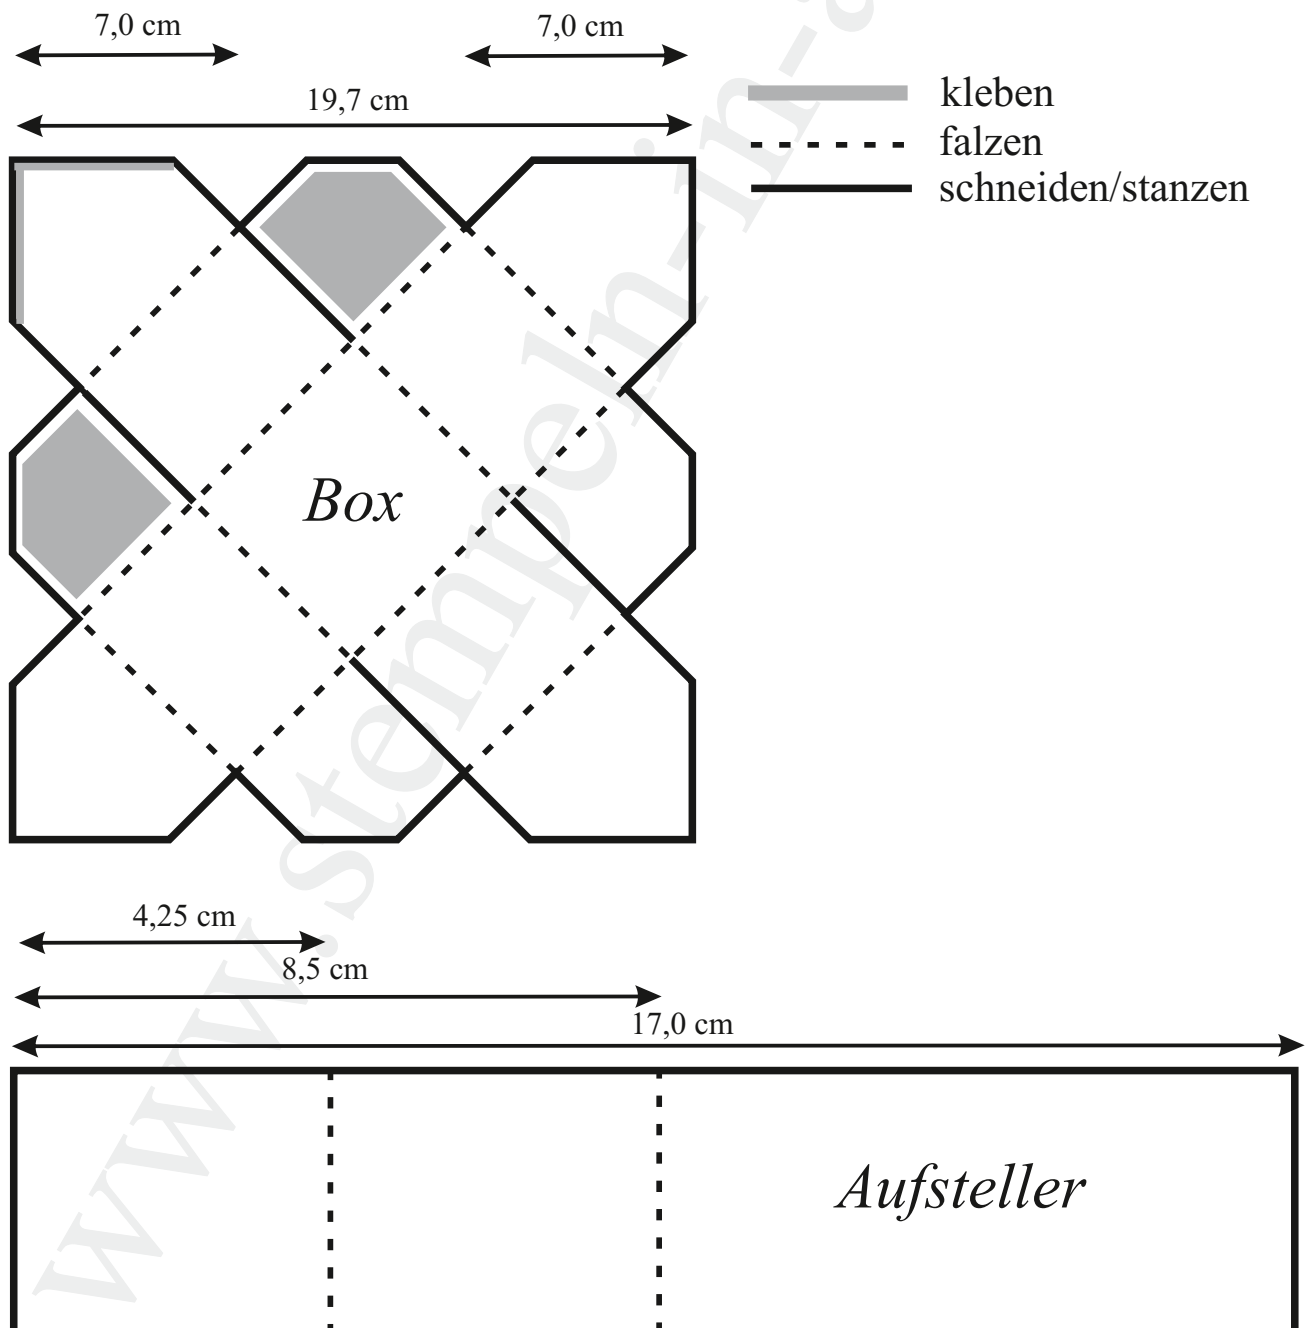 7,0 cm
7,0 cm
19,7 cm
kleben
falzen
schneiden/stanzen
Box
4,25 cm
8,5 cm
17,0 cm
Aufsteller
www.stempeln-in-